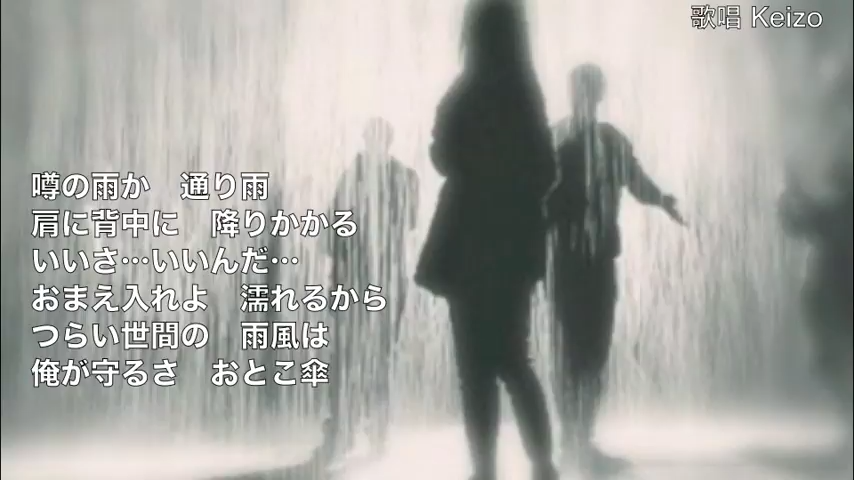 歌唱 Keizo
噂の雨か　通り雨
肩に背中に　降りかかる
いいさ…いいんだ…
おまえ入れよ　濡れるから
つらい世間の　雨風は
俺が守るさ　おとこ傘